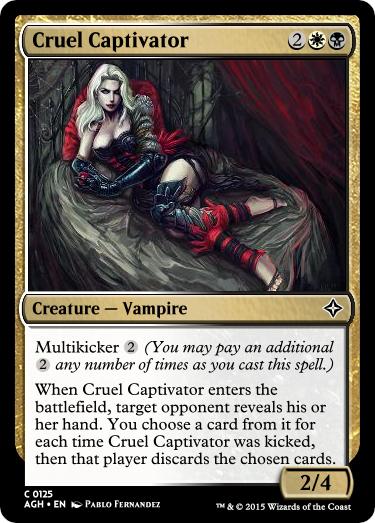 Cruel Captivator 2
Creature — Vampire
Multikicker 2 (You may pay an additional
2 any number of times as you cast this spell.)
When Cruel Captivator enters the
battlefield, target opponent reveals his or
her hand. You choose a card from it for
each time Cruel Captivator was kicked,
then that player discards the chosen cards.
2/4
C 0125
AGH • EN Pablo Fernandez
™ & © 2015 Wizards of the Coast